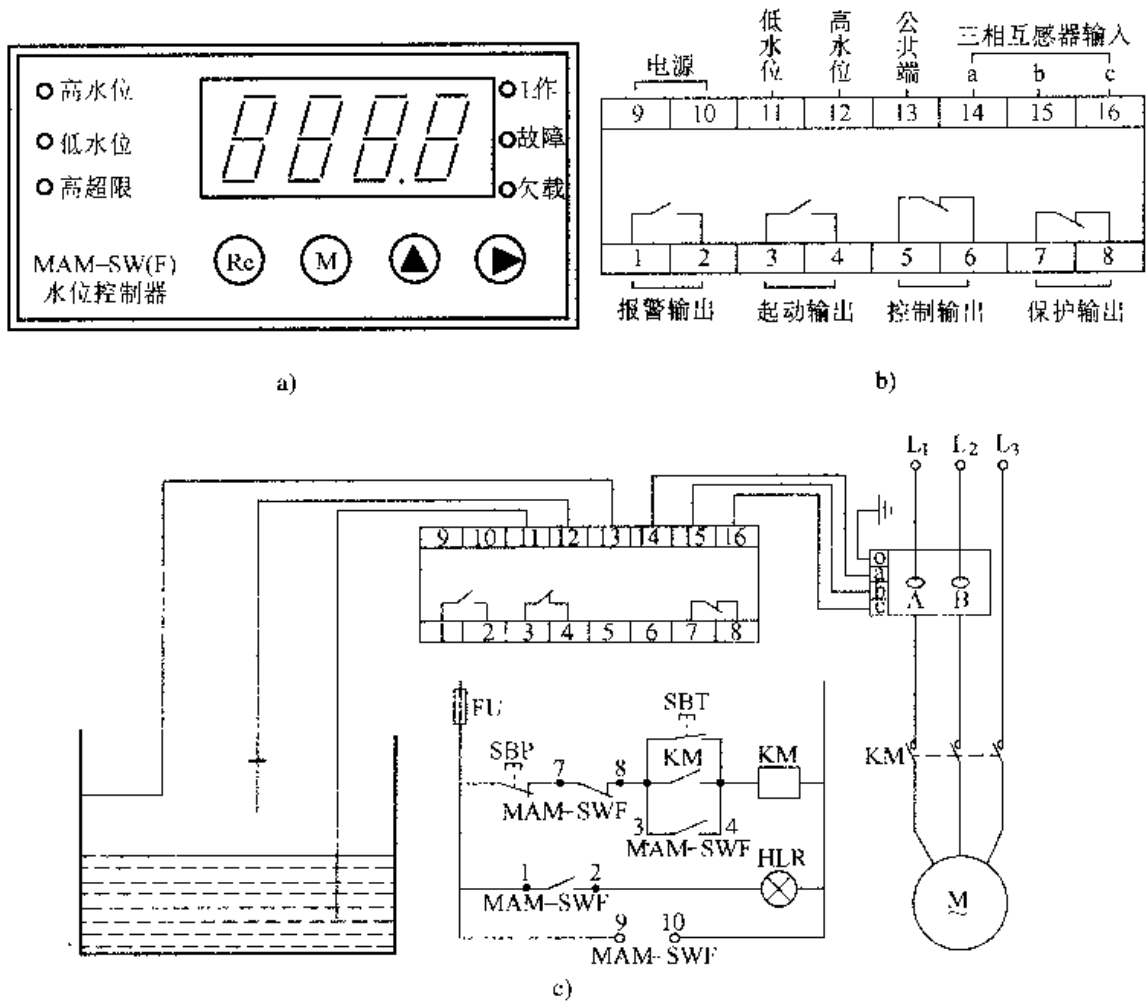 高水位
低水位
高超限
888.8
工作
故障
欠载
MAM-SW(F)
水位控制器
Re
M
a)
电源
低水位
高水位
公共端
三相互感器输入
a b c
9 10 11 12 13 14 15 16
1 2 3 4 5 6 7 8
报警输出 起动输出 控制输出 保护输出
b)
L1 L2 L3
9 10 11 12 13 14 15 16
2 3 4 5 6 7 8
o
a
b
c
A B
FU
SBT
SBP 7 8 KM KM
MAM-SWF
3 4
MAM-SWF
1 2 HLR
MAM-SWF
9 10
MAM-SWF
KM
M
~
c)